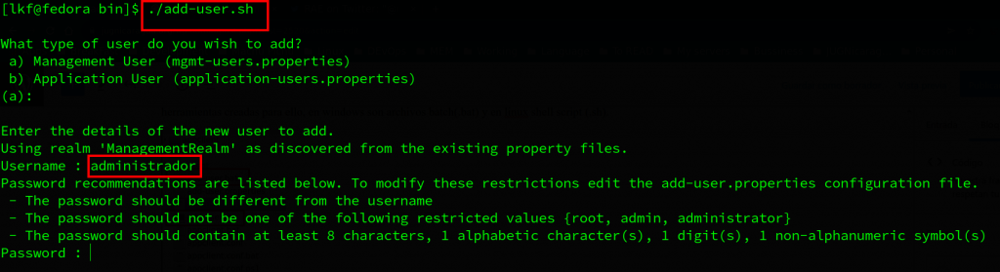 [lkf@fedora bin]$ ./add-user.sh
What type of user do you wish to add?
a) Management User (mgmt-users.properties)
b) Application User (application-users.properties)
(a):
Enter the details of the new user to add.
Using realm 'ManagementRealm' as discovered from the existing property files.
Username : administrador
Password recommendations are listed below. To modify these restrictions edit the add-user.properties configuration file.
- The password should be different from the username
- The password should not be one of the following restricted values {root, admin, administrator}
- The password should contain at least 8 characters, 1 alphabetic character(s), 1 digit(s), 1 non-alphanumeric symbol(s)
Password :